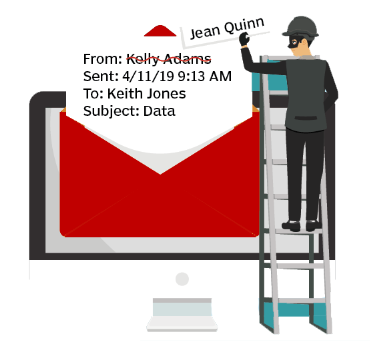 Jean Quinn
From: Kelly Adams
Sent: 4/11/19 9:13 AM
To: Keith Jones
Subject: Data